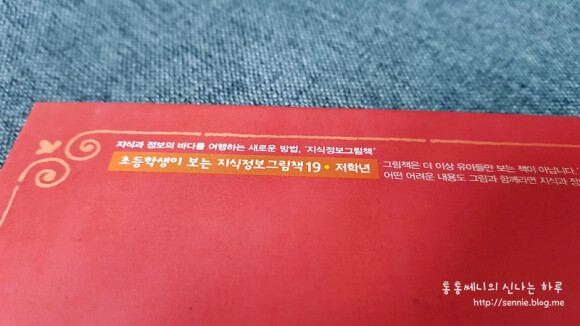 지식과 정보의 바다를 여행하는 새로운 방법, '지식정보그림책'
초등학생이 보는 지식정보그림책 19 • 저학년
그림책은 더 이상 유아들만 보는 책이 아닙니다.
어떤 어려운 내용도 그림과 함께라면 지식과
통통쎄니의 신나는 하루
http://sennie.blog.me